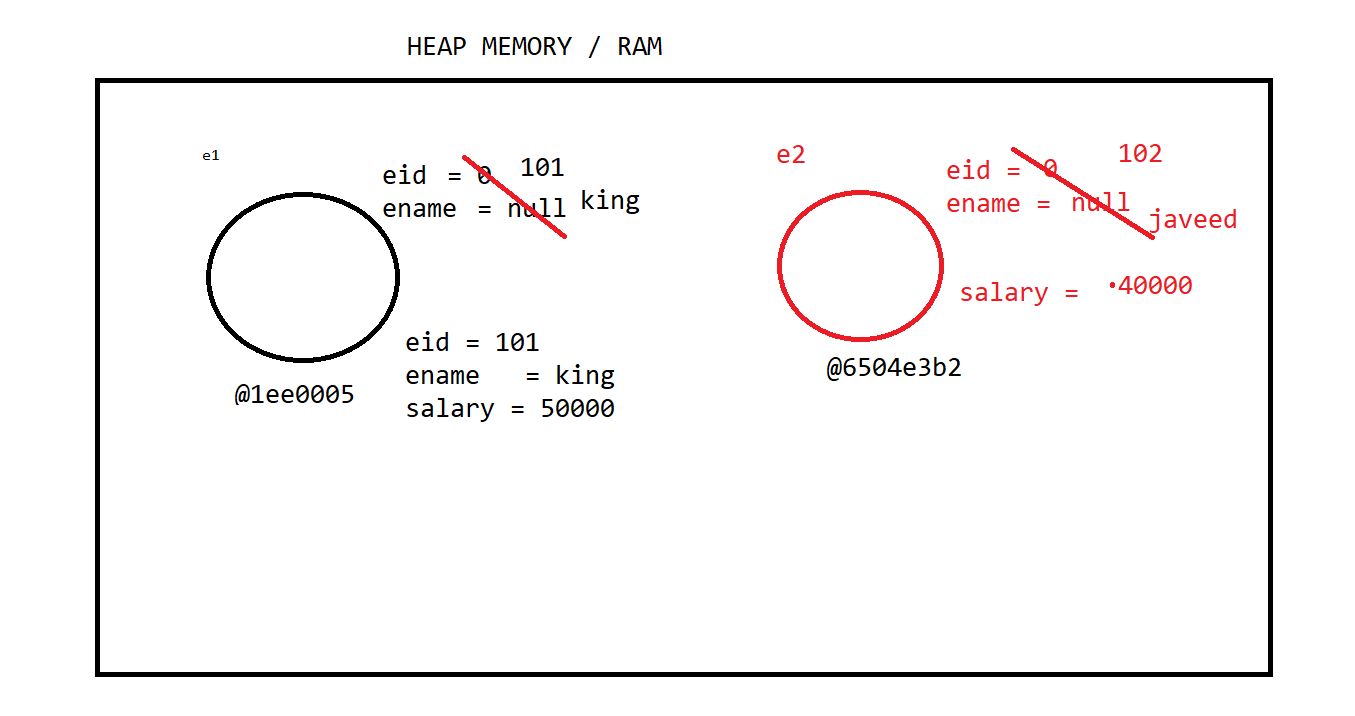 HEAP MEMORY / RAM
e1
eid = 0 101
ename = null king
@1ee0005
eid = 101
ename = king
salary = 50000
e2
eid = 0 102
ename = null javeed
salary = 40000
@6504e3b2